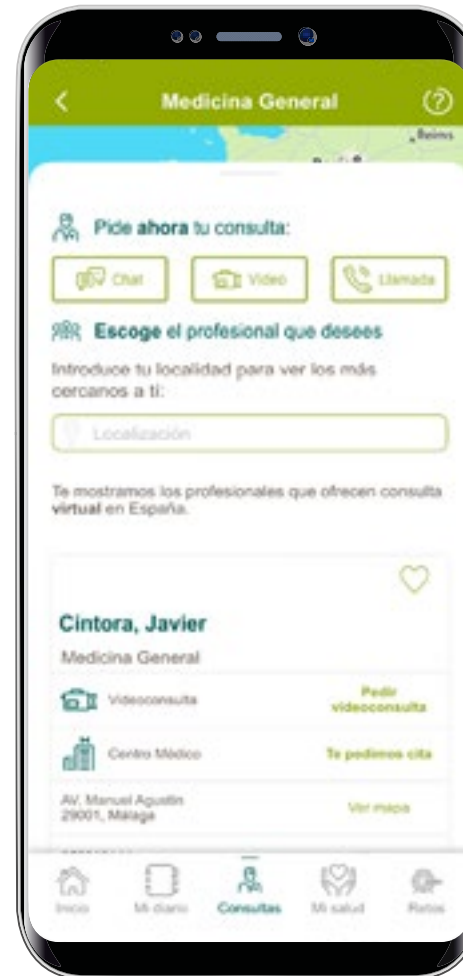 Medicina General
Reims
Pide ahora tu consulta:
Chat Video Llamada
Escoge el profesional que desees
Introduce tu localidad para ver los más
cercanos a ti:
Localización
Te mostramos los profesionales que ofrecen consulta
virtual en España.
Cintora, Javier
Medicina General
Videoconsulta
Pedir
videoconsulta
Centro Médico
Te pedimos cita
AV. Manuel Agustín
29001, Málaga
Ver mapa
Inicio Mi diario Consultas Mi salud Retos